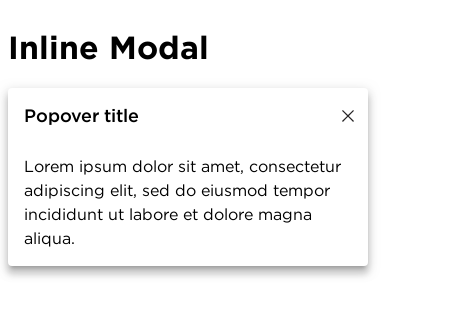 Inline Modal
Popover title
Lorem ipsum dolor sit amet, consectetur
adipiscing elit, sed do eiusmod tempor
incididunt ut labore et dolore magna
aliqua.